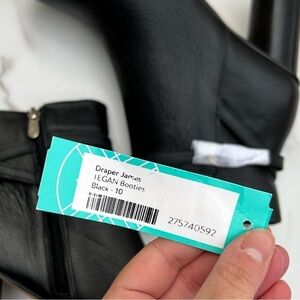 Draper James
TEGAN Booties
Black - 10
275740592